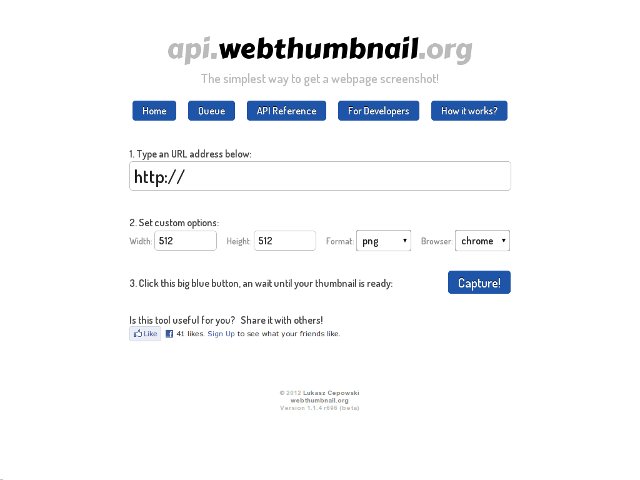 api.webthumbnail.org
The simplest way to get a webpage screenshot!
Home Queue API Reference For Developers How it works?
1. Type an URL address below:
http://
2. Set custom options:
Width: 512 Height 512 Format: png Browser: chrome
3. Click this big blue button, an wait until your thumbnail is ready: Capture!
Is this tool useful for you? Share it with others!
Like 41 likes. Sign Up to see what your friends like.
© 2012 Lukasz Cepowski
webthumbnail.org
Version 1.1.4 r698 (beta)